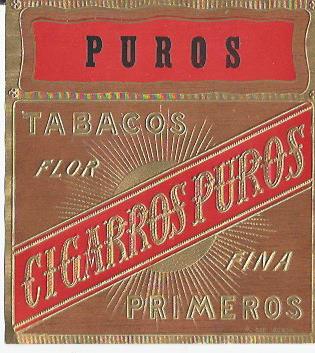 PUROS
TABACOS
FLOR
CIGARROS PUROS
FINA
PRIMEROS